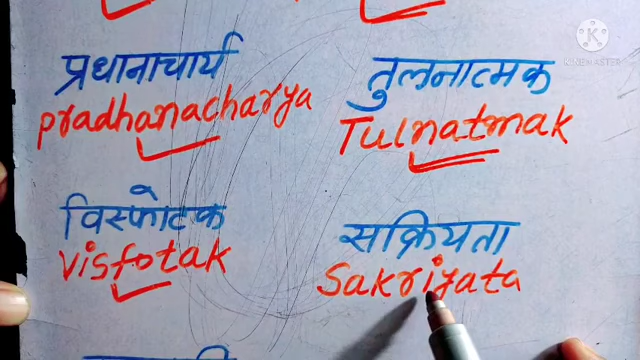 प्रधानाचार्य
pradhanacharya
तुलनात्मक
Tulnatmak
विस्फोटक
visfotak
सक्रियता
Sakriyata